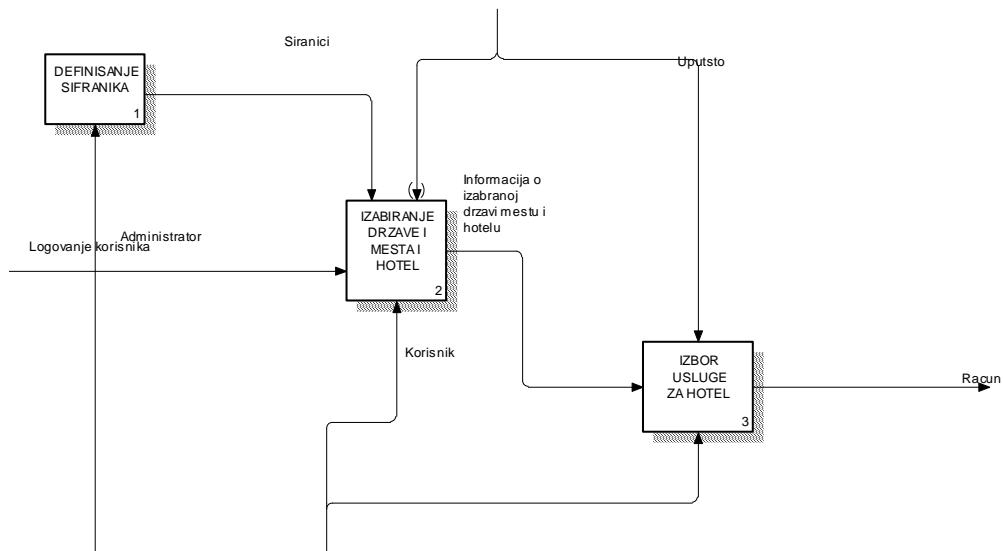 Siranici
Uputsto
DEFINISANJE
SIFRANIKA
1
Informacija o
izabranoj
drzavi mestu i
hotelu
IZABIRANJE
DRZAVE I
MESTA I
HOTEL
2
Administrator
Logovanje korisnika
Korisnik
IZBOR
USLUGE
ZA HOTEL
3
Racun